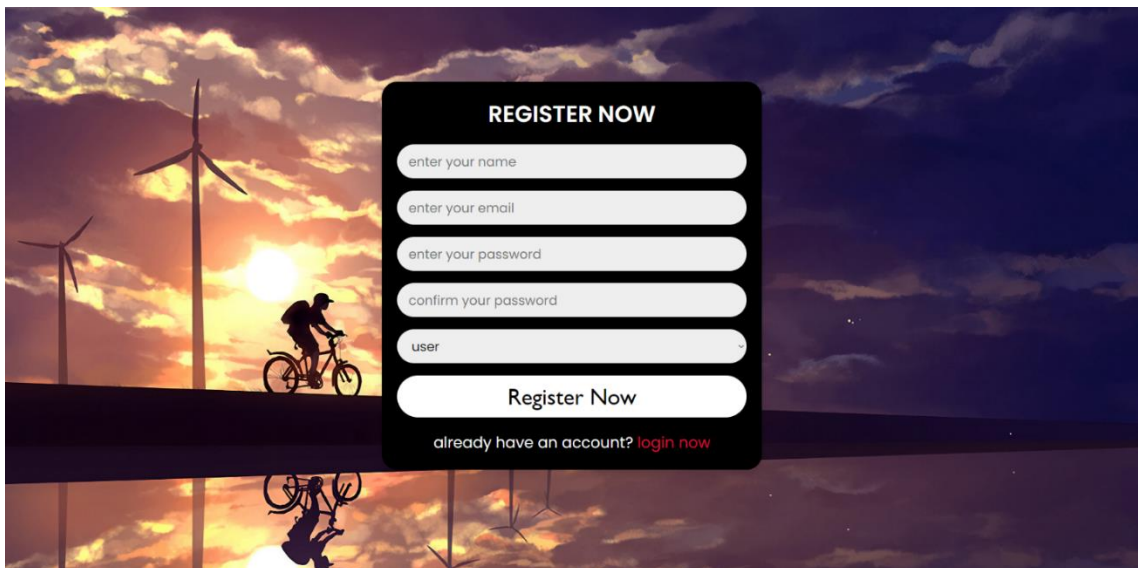 REGISTER NOW
enter your name
enter your email
enter your password
confirm your password
user
Register Now
already have an account? login now